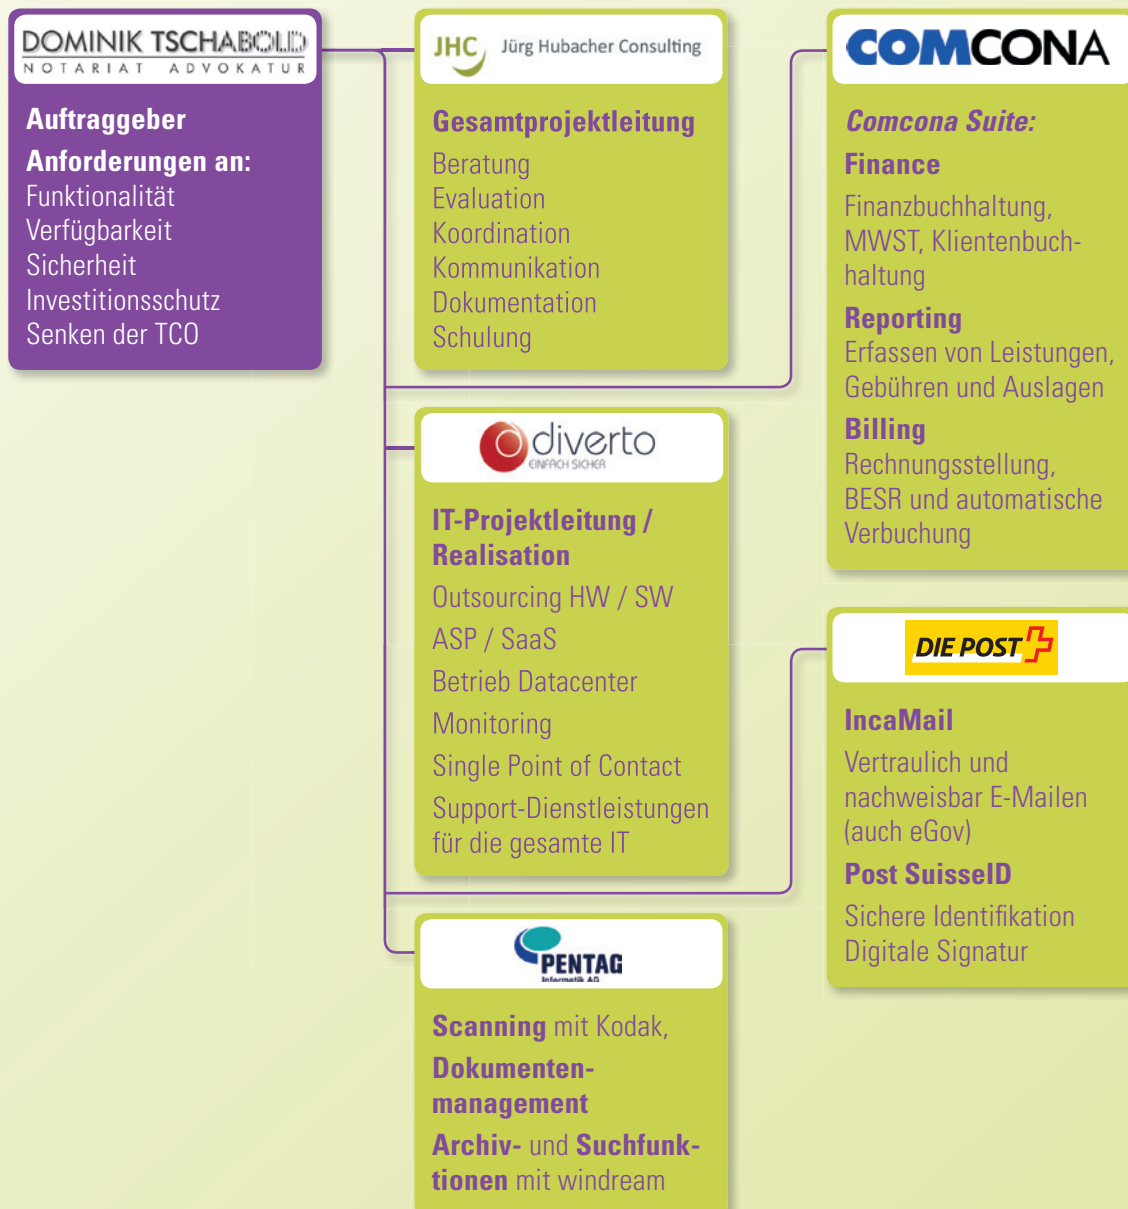 DOMINIK TSCHABOLD
NOTARIAT ADVOKATUR
Auftraggeber
Anforderungen an:
Funktionalität
Verfügbarkeit
Sicherheit
Investitionsschutz
Senken der TCO
JHC Jürg Hubacher Consulting
Gesamtprojektleitung
Beratung
Evaluation
Koordination
Kommunikation
Dokumentation
Schulung
diverto
EINFACH SICHER
IT-Projektleitung /
Realisation
Outsourcing HW / SW
ASP / SaaS
Betrieb Datacenter
Monitoring
Single Point of Contact
Support-Dienstleistungen
für die gesamte IT
PENTAG
Informatik AG
Scanning mit Kodak,
Dokumenten-
management
Archiv- und Suchfunk-
tionen mit windream
COMCONA
Comcona Suite:
Finance
Finanzbuchhaltung,
MWST, Klientenbuch-
haltung
Reporting
Erfassen von Leistungen,
Gebühren und Auslagen
Billing
Rechnungsstellung,
BESR und automatische
Verbuchung
DIE POST
IncaMail
Vertraulich und
nachweisbar E-Mailen
(auch eGov)
Post SuisseID
Sichere Identifikation
Digitale Signatur